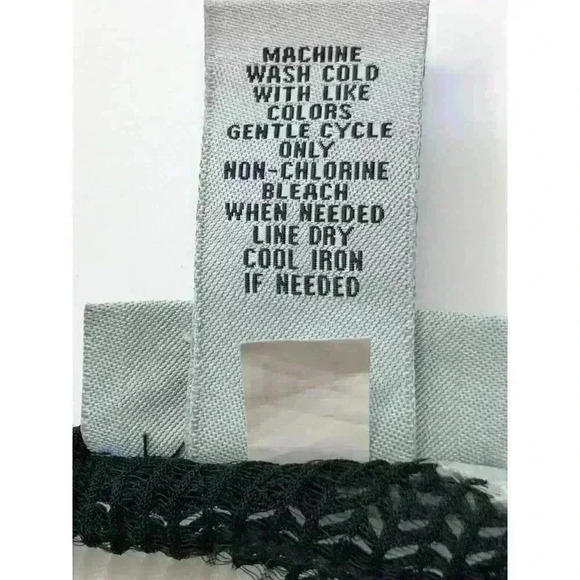 MACHINE
WASH COLD
WITH LIKE
COLORS
GENTLE CYCLE
ONLY
NON-CHLORINE
BLEACH
WHEN NEEDED
LINE DRY
COOL IRON
IF NEEDED